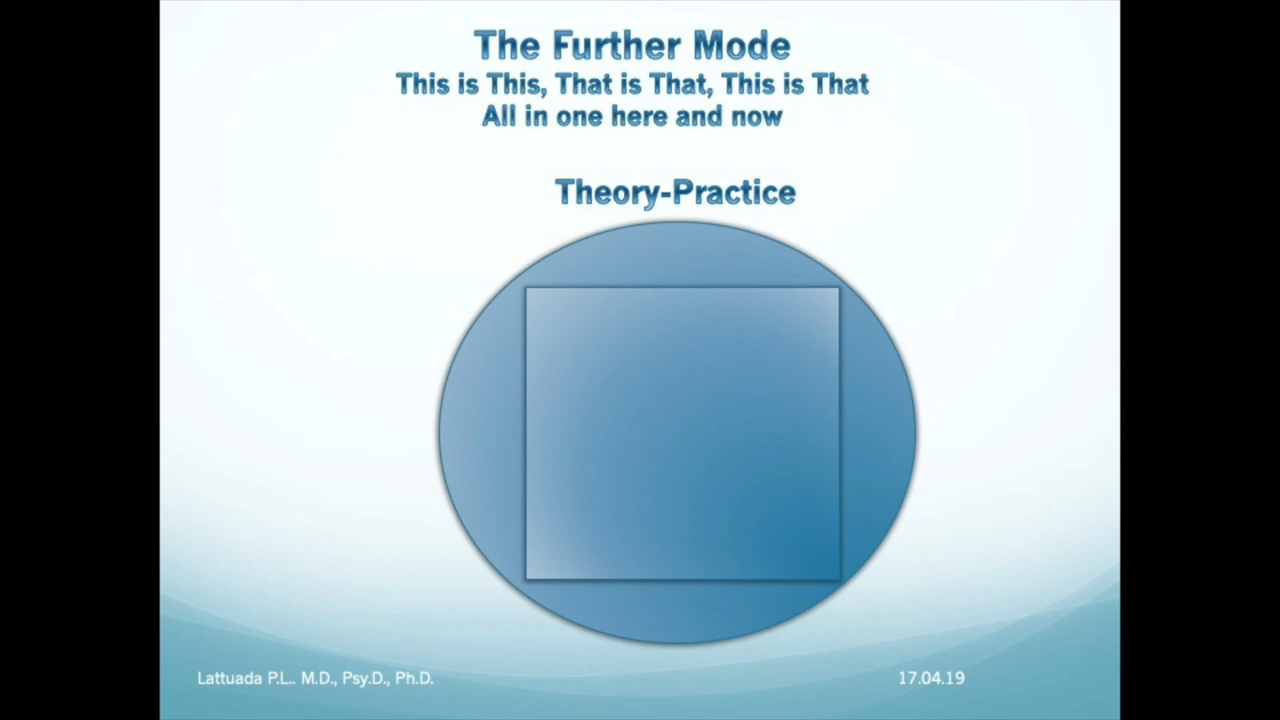 The Further Mode
This is This, That is That, This is That
All in one here and now
Theory-Practice
Lattuada P.L.. M.D., Psy.D., Ph.D.
17.04.19